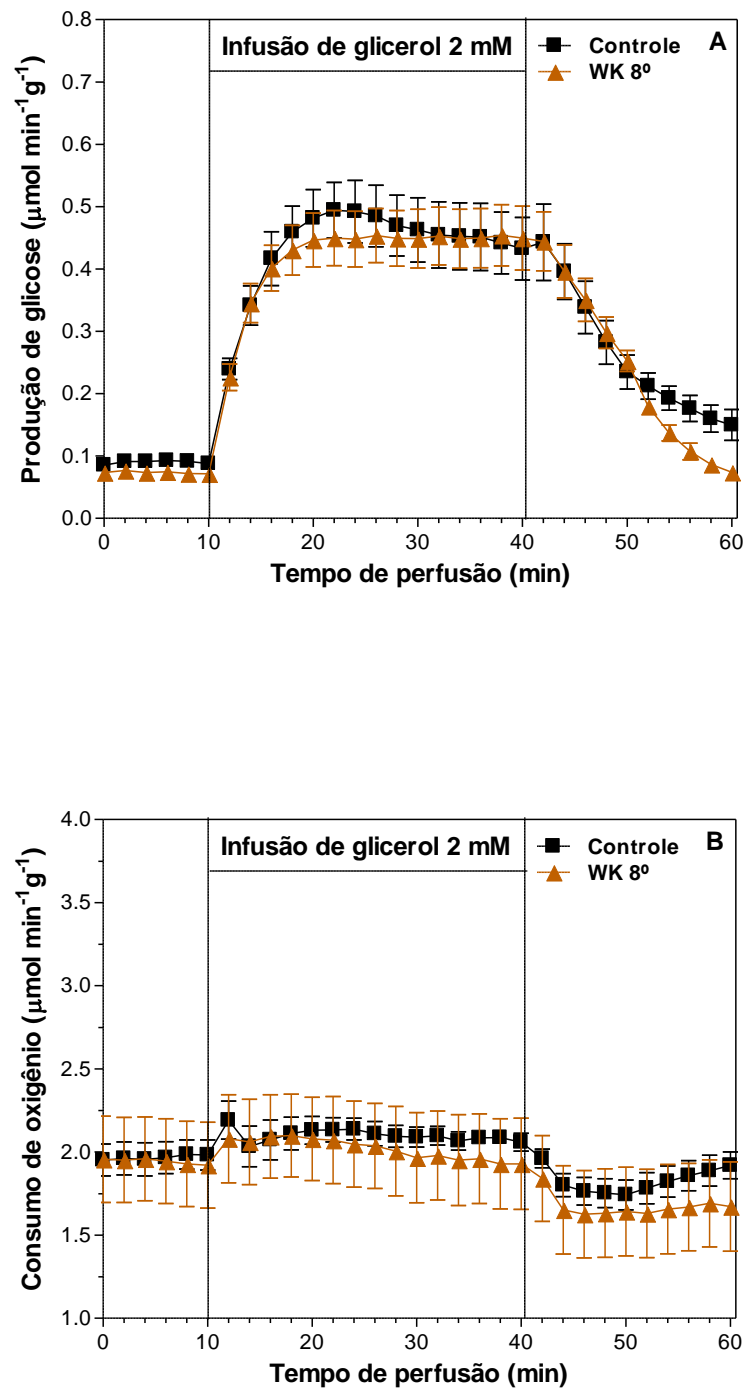 Infusão de glicerol 2 mM
Controle
WK 8º
A
0.8
0.7
0.6
0.5
0.4
0.3
0.2
0.1
0.0
Produção de glicose (μmol min⁻¹g⁻¹)
0 10 20 30 40 50 60
Tempo de perfusão (min)
Infusão de glicerol 2 mM
Controle
WK 8º
B
4.0
3.5
3.0
2.5
2.0
1.5
1.0
Consumo de oxigênio (μmol min⁻¹g⁻¹)
0 10 20 30 40 50 60
Tempo de perfusão (min)